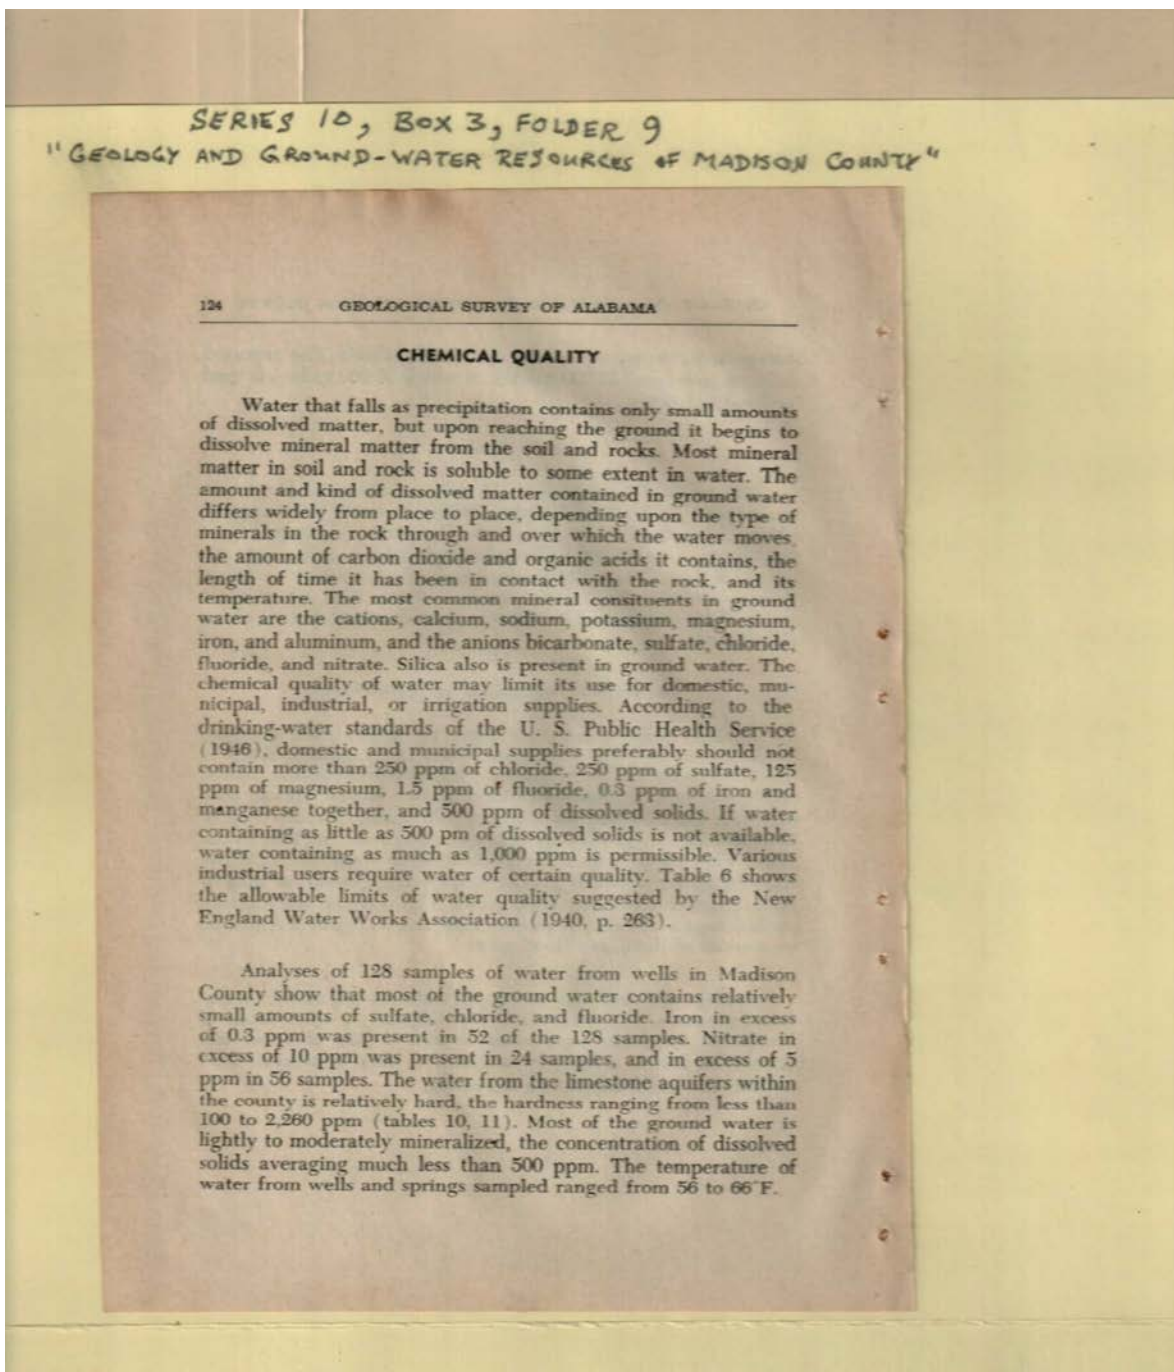 SERIES 10, BOX 3, FOLDER 9
"GEOLOGY AND GROUND-WATER RESOURCES OF MADISON COUNTY"
124 GEOLOGICAL SURVEY OF ALABAMA
CHEMICAL QUALITY
Water that falls as precipitation contains only small amounts
of dissolved matter, but upon reaching the ground it begins to
dissolve mineral matter from the soil and rocks. Most mineral
matter in soil and rock is soluble to some extent in water. The
amount and kind of dissolved matter contained in ground water
differs widely from place to place, depending upon the type of
minerals in the rock through and over which the water moves,
the amount of carbon dioxide and organic acids it contains, the
length of time it has been in contact with the rock, and its
temperature. The most common mineral consituents in ground
water are the cations, calcium, sodium, potassium, magnesium,
iron, and aluminum, and the anions bicarbonate, sulfate, chloride,
fluoride, and nitrate. Silica also is present in ground water. The
chemical quality of water may limit its use for domestic, mu-
nicipal, industrial, or irrigation supplies. According to the
drinking-water standards of the U. S. Public Health Service
(1946), domestic and municipal supplies preferably should not
contain more than 250 ppm of chloride, 250 ppm of sulfate, 125
ppm of magnesium, 1.5 ppm of fluoride, 0.3 ppm of iron and
manganese together, and 500 ppm of dissolved solids. If water
containing as little as 500 pm of dissolved solids is not available,
water containing as much as 1,000 ppm is permissible. Various
industrial users require water of certain quality. Table 6 shows
the allowable limits of water quality suggested by the New
England Water Works Association (1940, p. 263).
Analyses of 128 samples of water from wells in Madison
County show that most of the ground water contains relatively
small amounts of sulfate, chloride, and fluoride. Iron in excess
of 0.3 ppm was present in 52 of the 128 samples. Nitrate in
excess of 10 ppm was present in 24 samples, and in excess of 5
ppm in 56 samples. The water from the limestone aquifers within
the county is relatively hard, the hardness ranging from less than
100 to 2,260 ppm (tables 10, 11). Most of the ground water is
lightly to moderately mineralized, the concentration of dissolved
solids averaging much less than 500 ppm. The temperature of
water from wells and springs sampled ranged from 56 to 66°F.